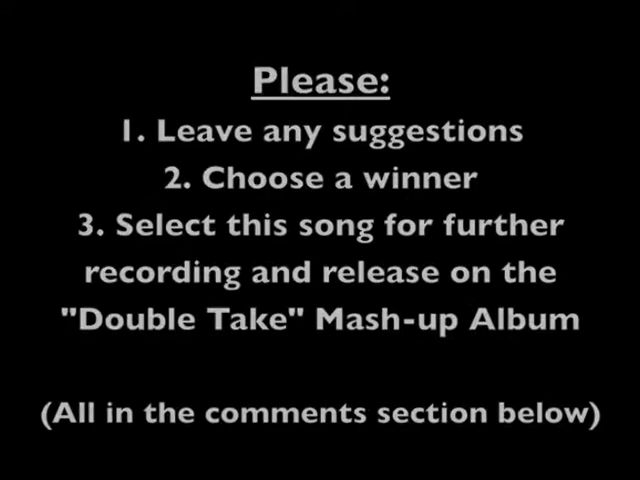 Please:
1. Leave any suggestions
2. Choose a winner
3. Select this song for further
recording and release on the
"Double Take" Mash-up Album
(All in the comments section below)